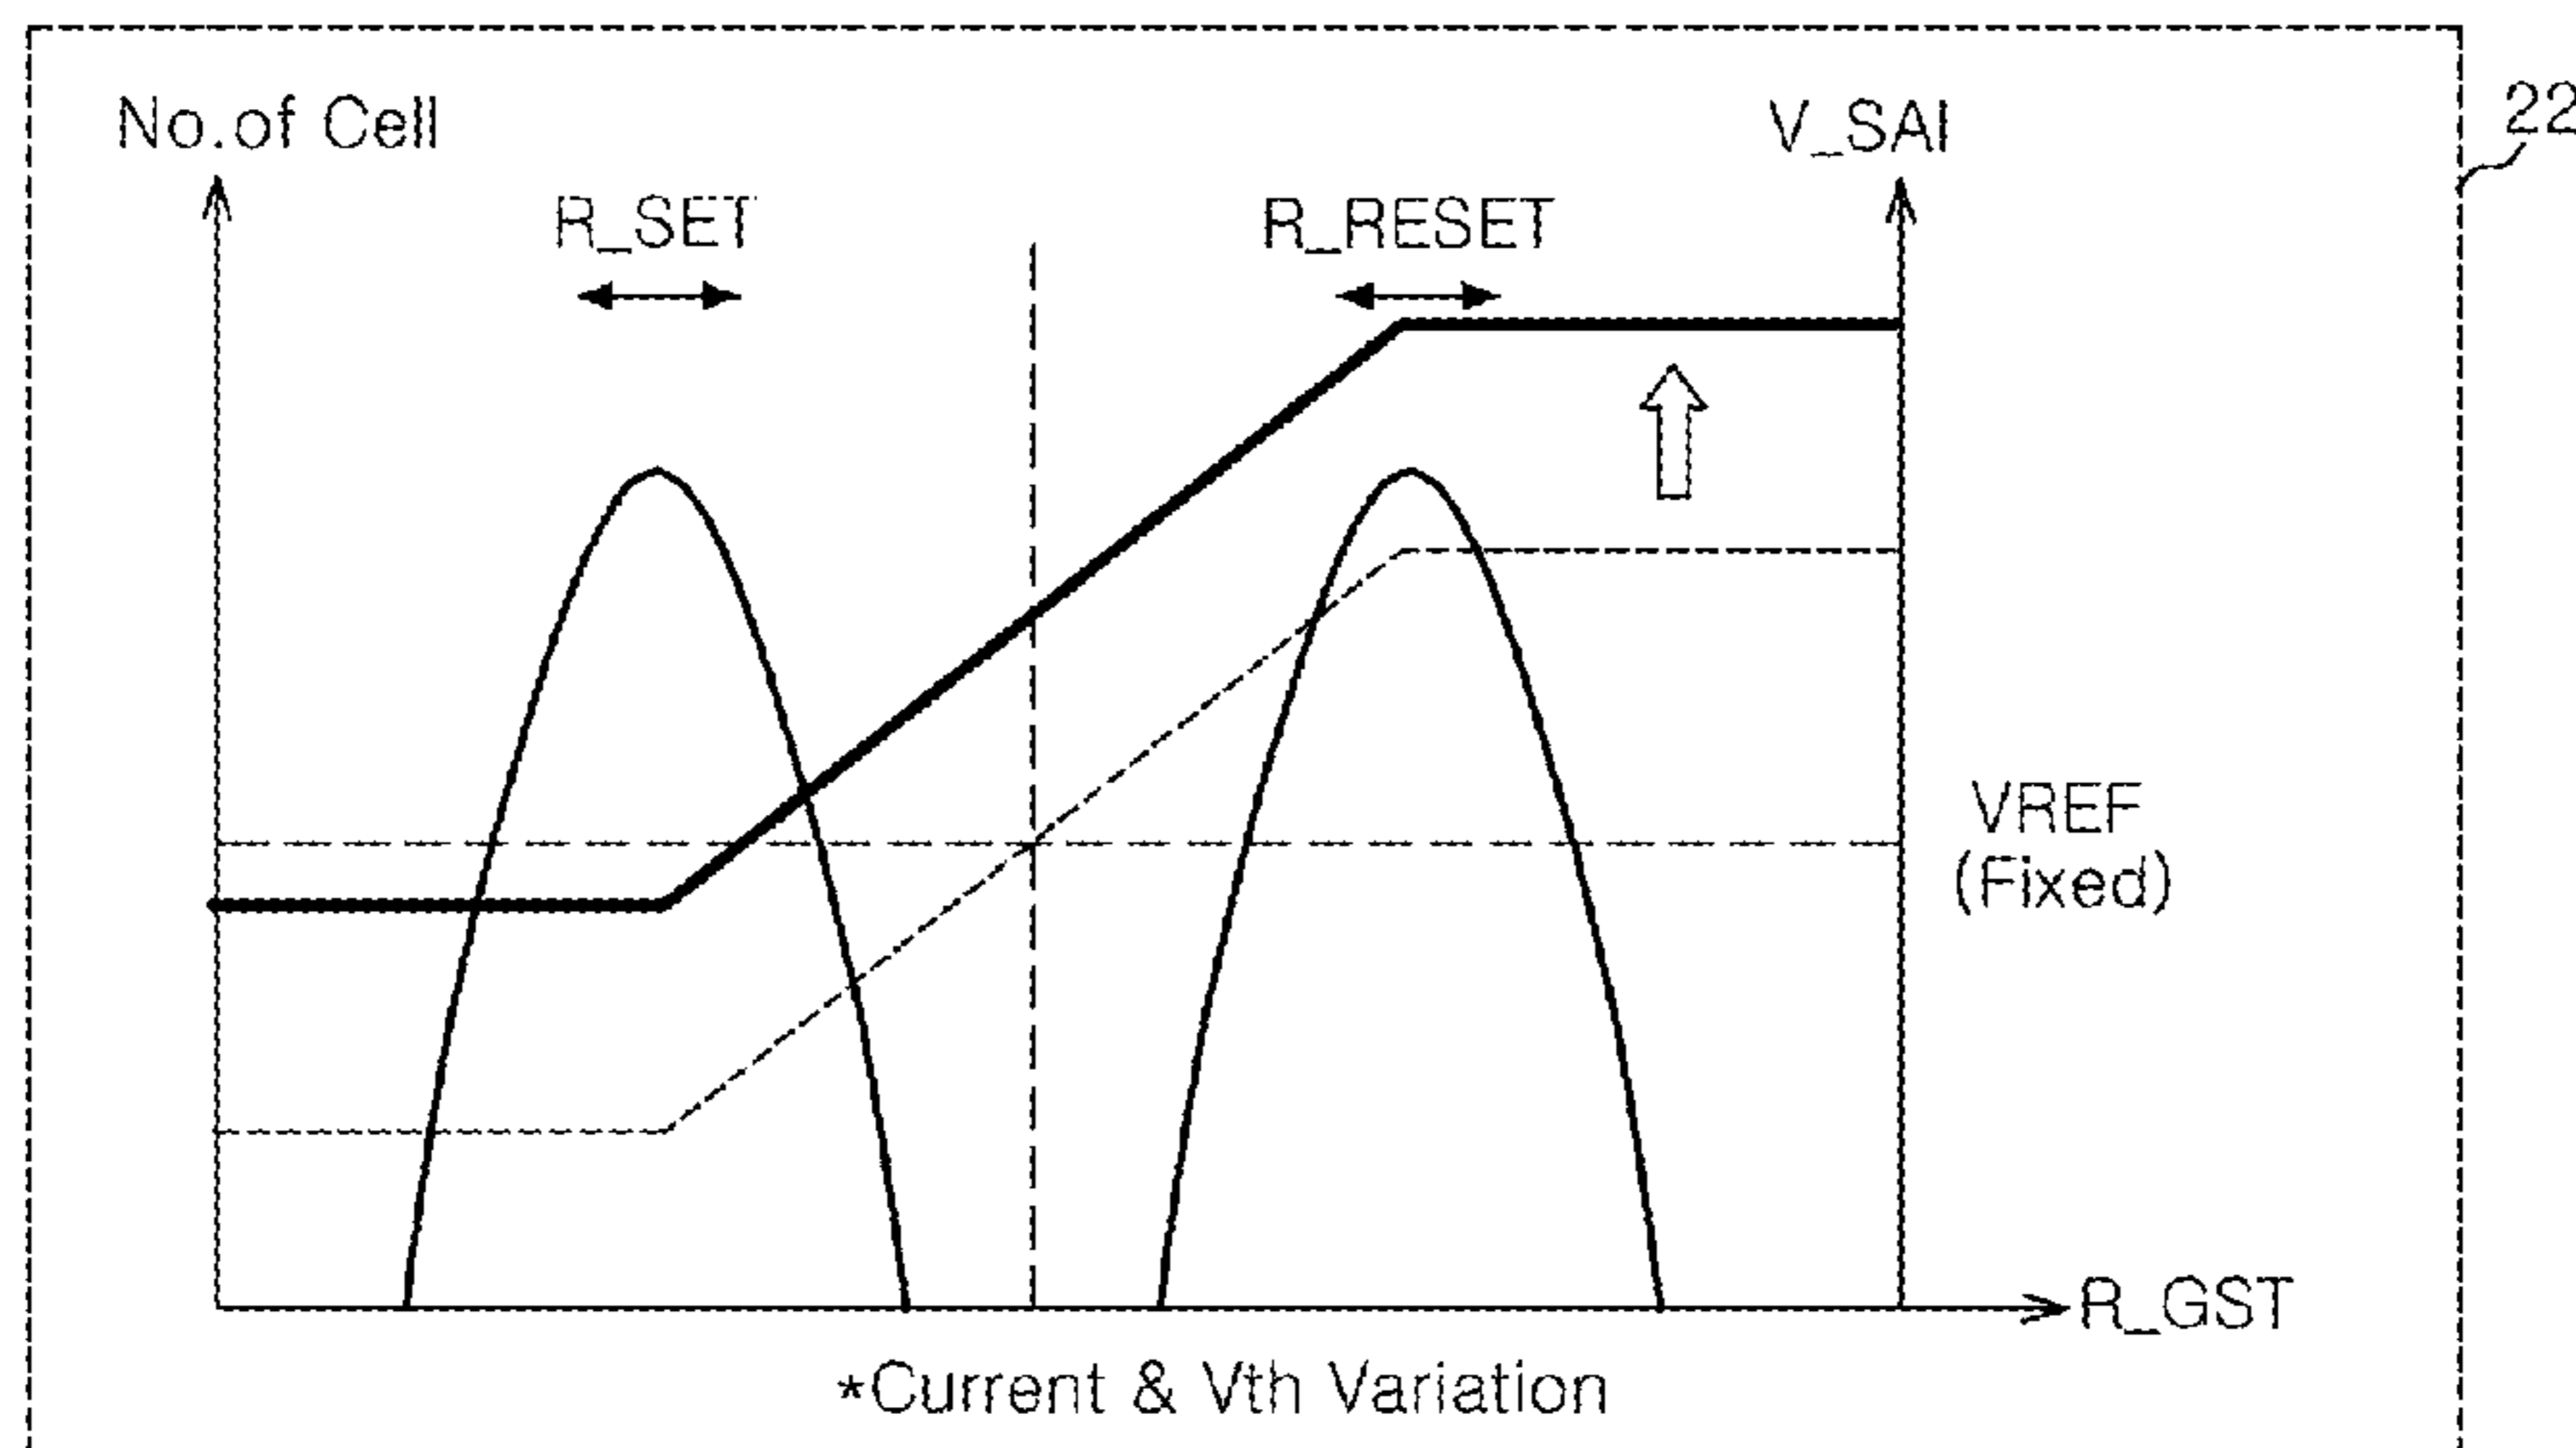 No.of Cell
V_SAI
22
R_SET
R_RESET
VREF
(Fixed)
R_GST
*Current & Vth Variation